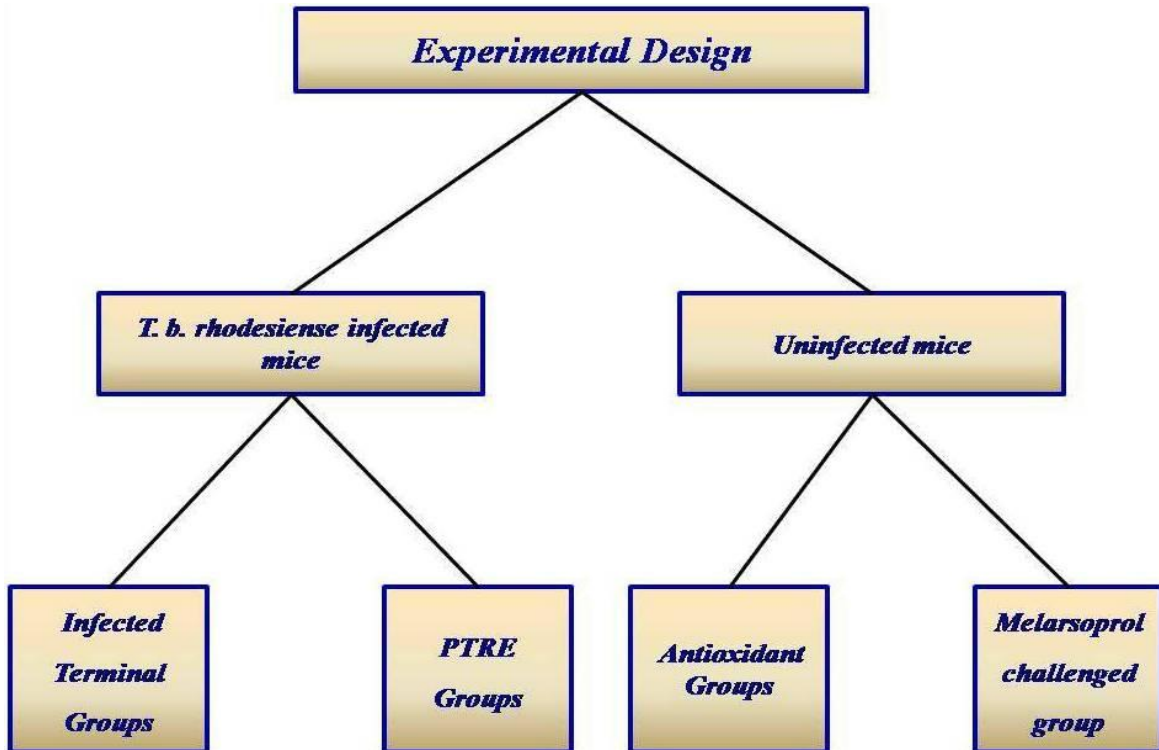 Experimental Design
T. b. rhodesiense infected
mice
Uninfected mice
Infected
Terminal
Groups
PTRE
Groups
Antioxidant
Groups
Melarsoprol
challenged
group